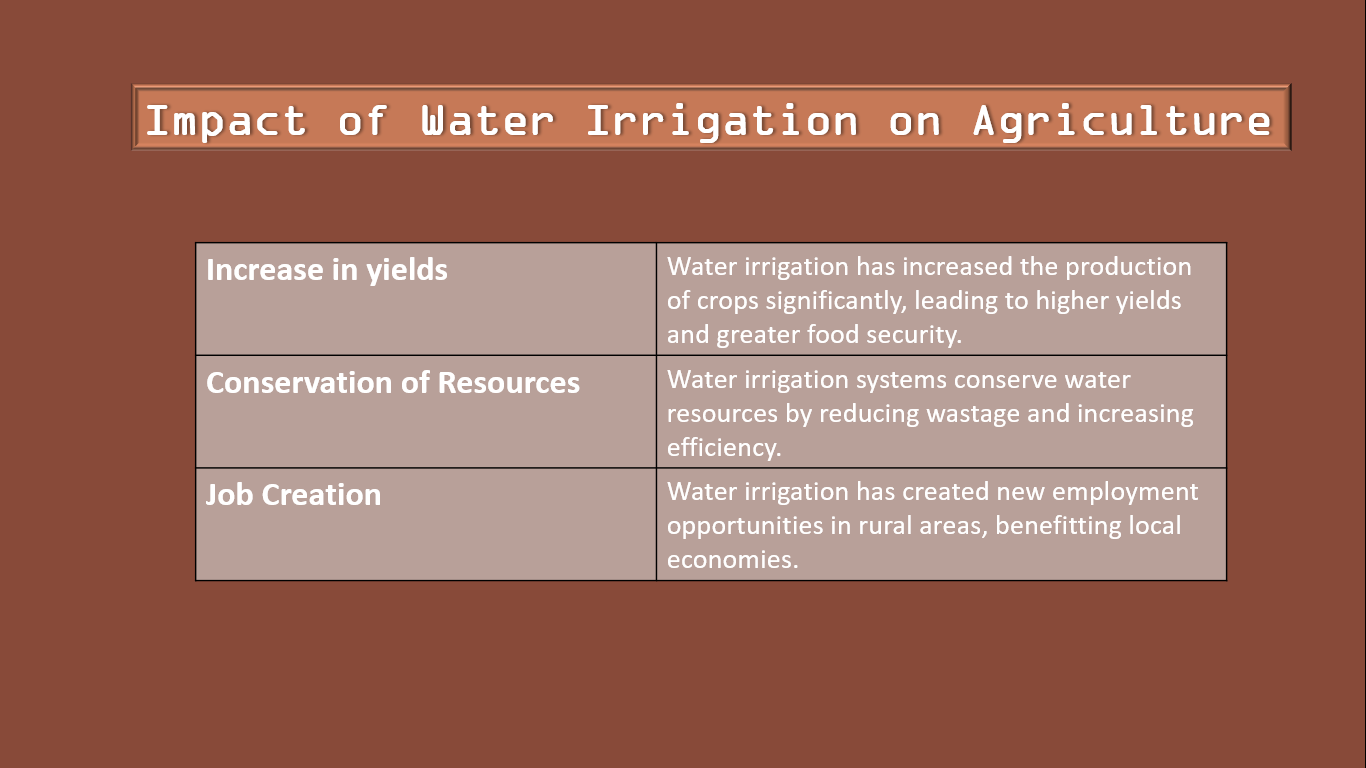 Impact of Water Irrigation on Agriculture
Increase in yields
Water irrigation has increased the production
of crops significantly, leading to higher yields
and greater food security.
Conservation of Resources
Water irrigation systems conserve water
resources by reducing wastage and increasing
efficiency.
Job Creation
Water irrigation has created new employment
opportunities in rural areas, benefitting local
economies.